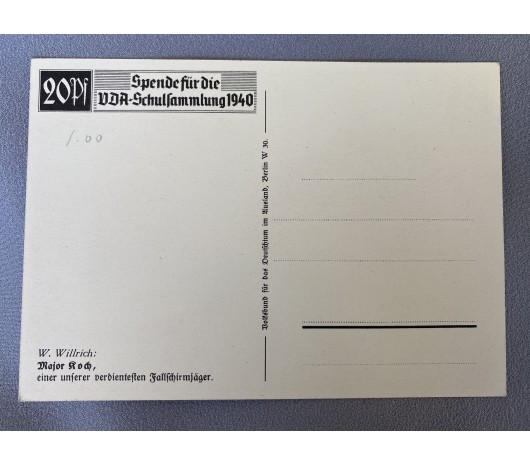 20Pf
Spende für die
VDA-Schulsammlung 1940
1.00
Volksbund für das Deutschtum im Ausland, Berlin W 30.
W. Willrich:
Major Koch,
einer unserer verdientesten Fallschirmjäger.